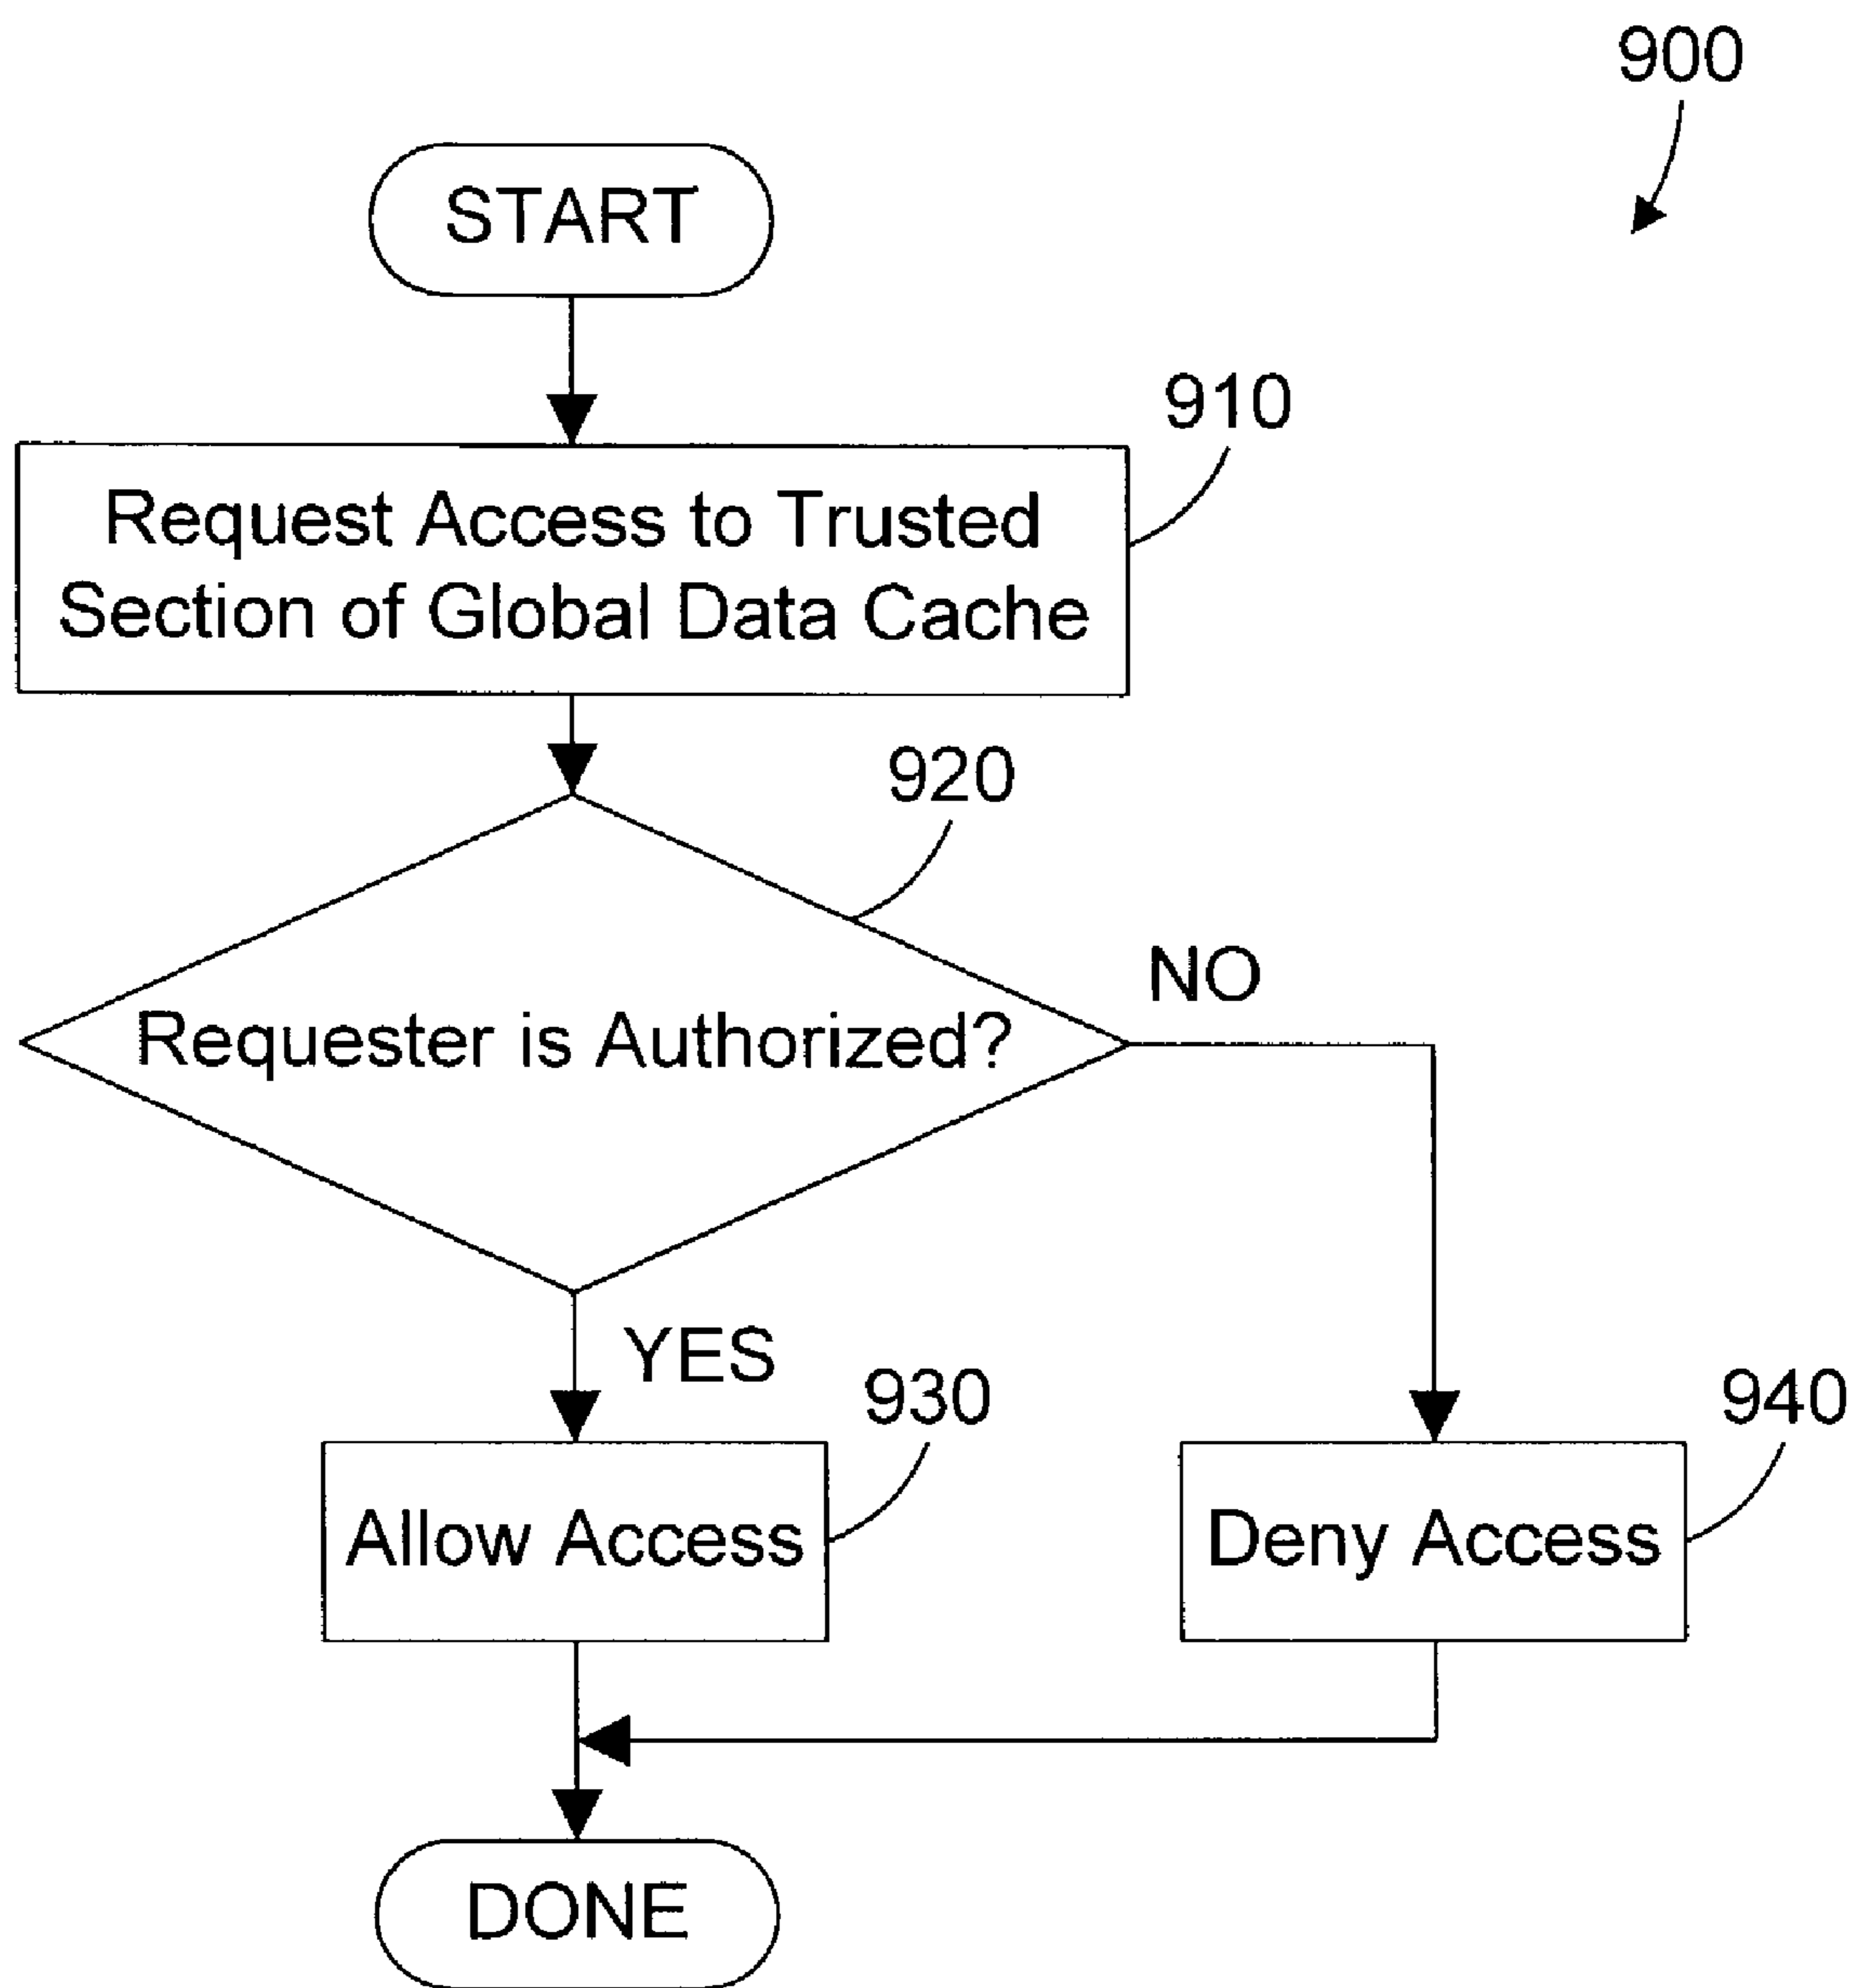 900
START
910
Request Access to Trusted
Section of Global Data Cache
920
NO
Requester is Authorized?
YES
930
940
Allow Access
Deny Access
DONE